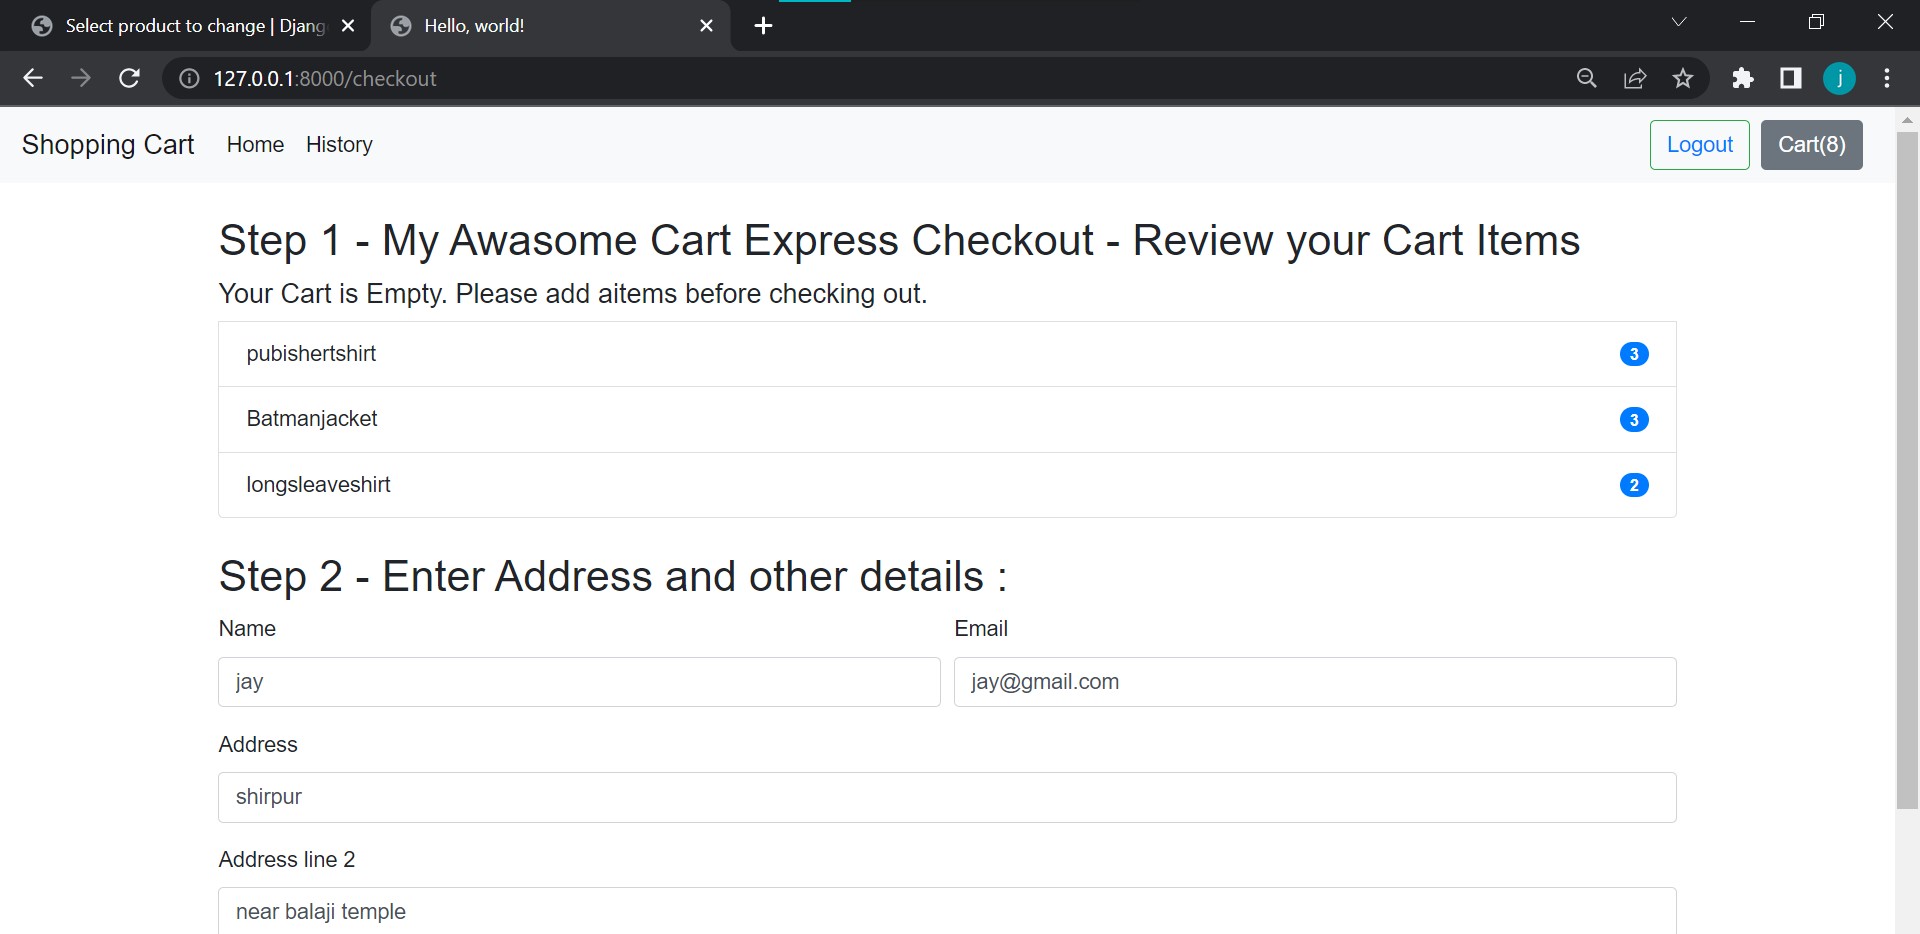 Select product to change | Djang
Hello, world!
127.0.0.1:8000/checkout
j
Shopping Cart Home History Logout Cart(8)
Step 1 - My Awasome Cart Express Checkout - Review your Cart Items
Your Cart is Empty. Please add aitems before checking out.
pubishertshirt 3
Batmanjacket 3
longsleaveshirt 2
Step 2 - Enter Address and other details :
Name Email
jay jay@gmail.com
Address
shirpur
Address line 2
near balaji temple